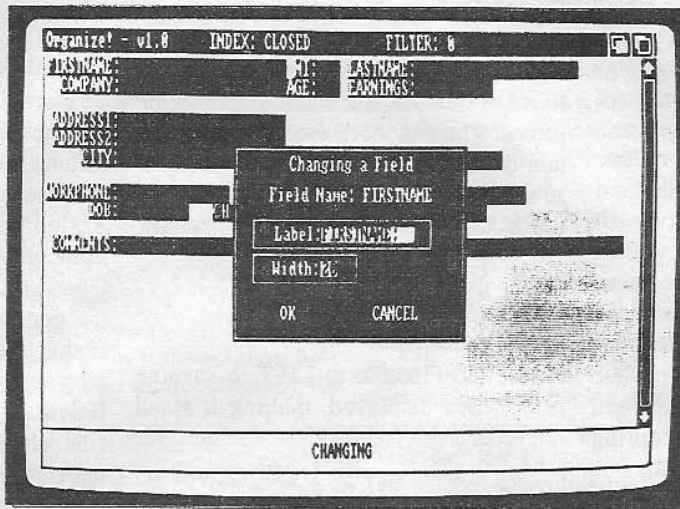 Organize! - v1.0 INDEX: CLOSED FILTER: 0
FIRSTNAME: MI: LASTNAME:
COMPANY: AGE: EARNINGS:
ADDRESS1
ADDRESS2
CITY
WORKPHONE:
DOB: CH
COMMENTS:
Changing a Field
Field Name: FIRSTNAME
Label: FIRSTNAME:
Width:
OK CANCEL
CHANGING